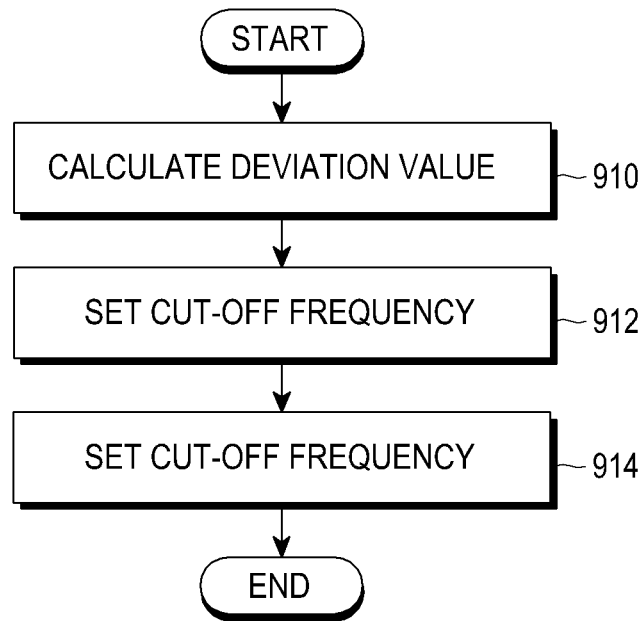 START
CALCULATE DEVIATION VALUE
910
SET CUT-OFF FREQUENCY
912
SET CUT-OFF FREQUENCY
914
END